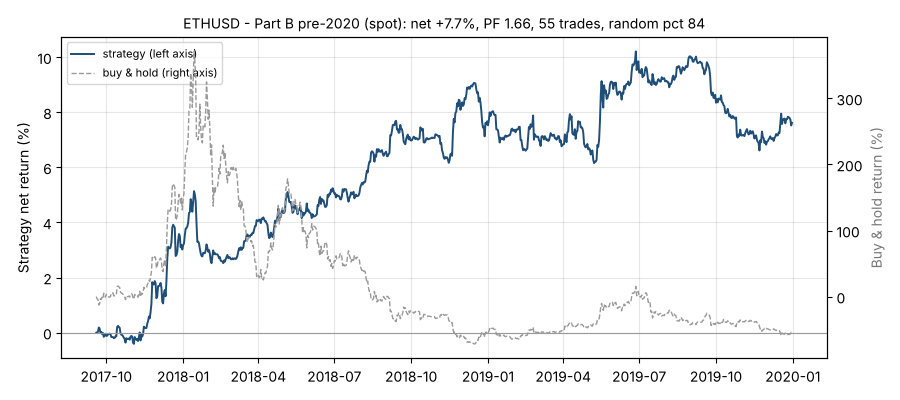 ETHUSD - Part B pre-2020 (spot): net +7.7%, PF 1.66, 55 trades, random pct 84
strategy (left axis)
buy & hold (right axis)
Strategy net return (%)
10
8
6
4
2
0
Buy & hold return (%)
300
200
100
0
2017-10 2018-01 2018-04 2018-07 2018-10 2019-01 2019-04 2019-07 2019-10 2020-01